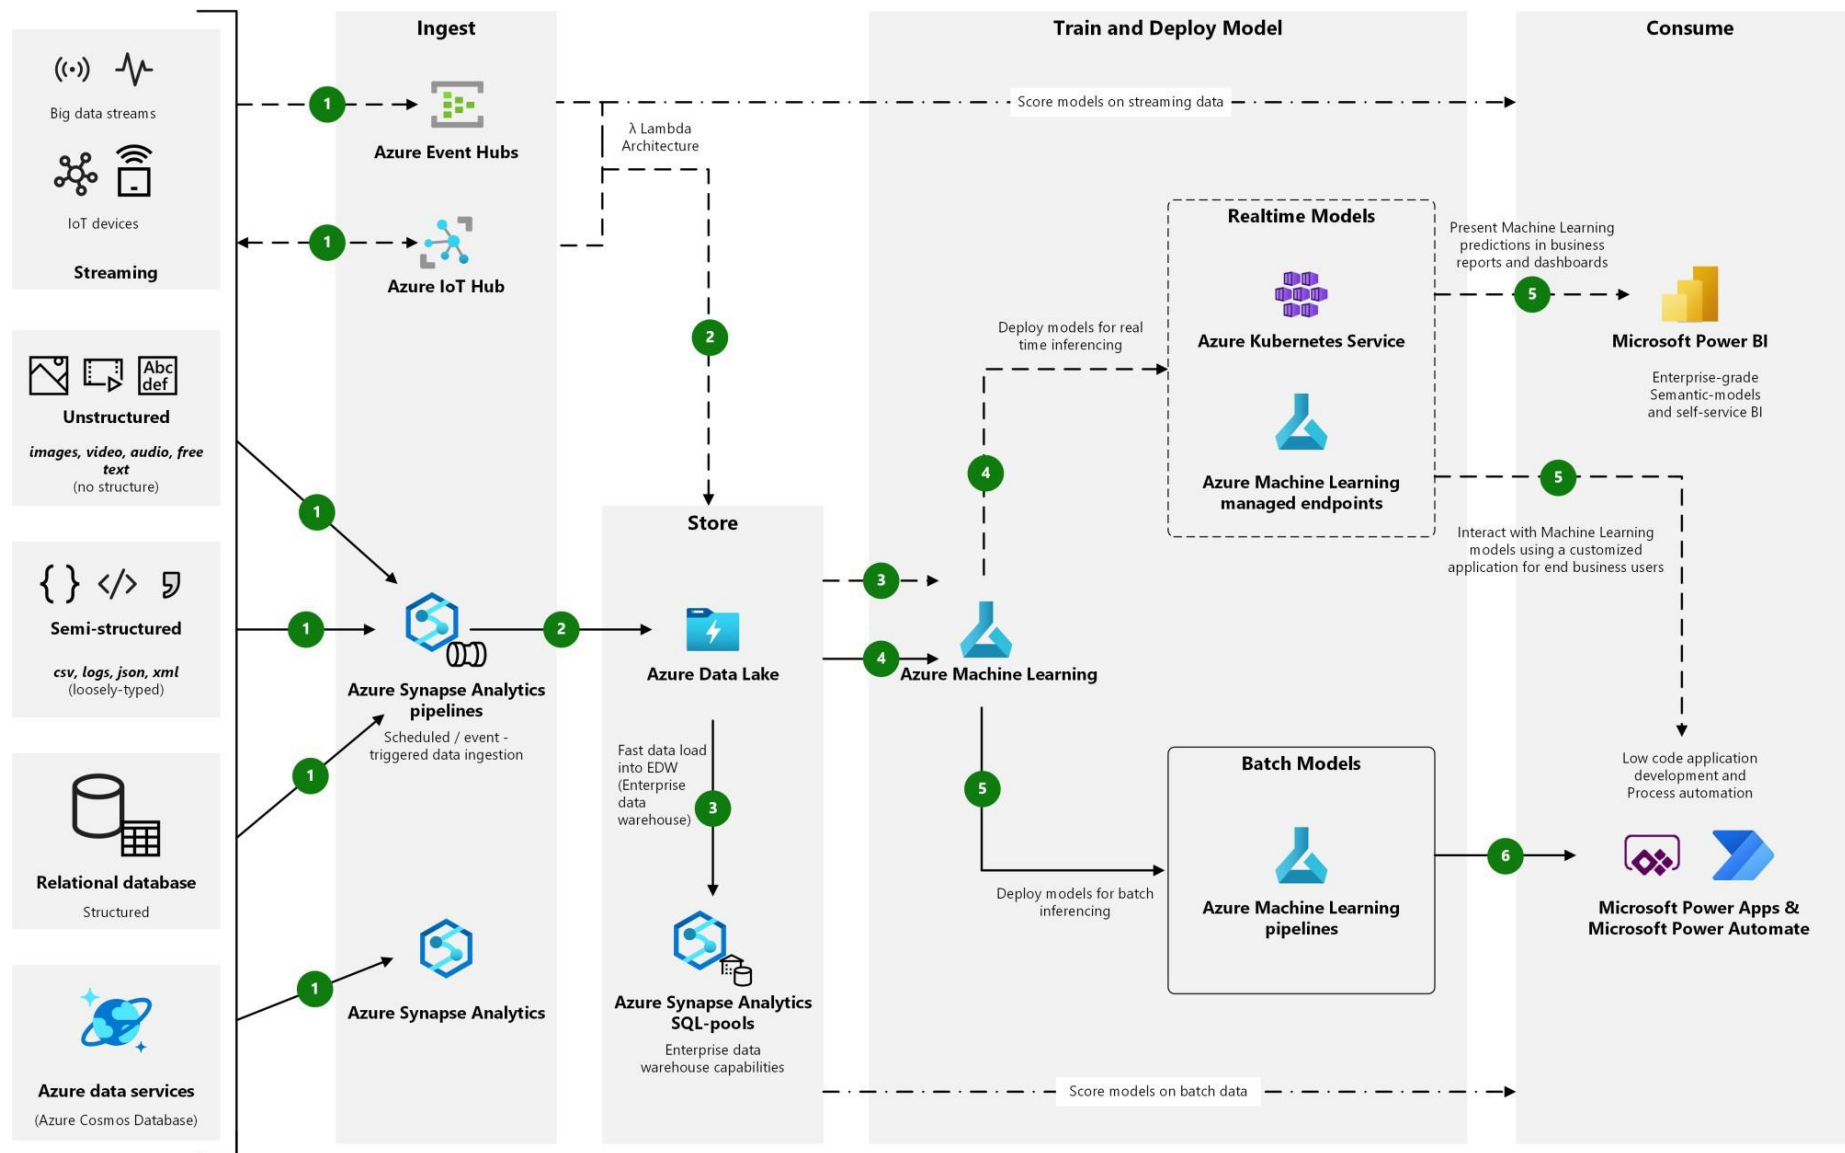 Big data streams
IoT devices
Streaming
Abc
def
Unstructured
images, video, audio, free
text
(no structure)
{ } </>
Semi-structured
csv, logs, json, xml
(loosely-typed)
Relational database
Structured
Azure data services
(Azure Cosmos Database)
Ingest
1
Azure Event Hubs
1
Azure IoT Hub
1
1
Azure Synapse Analytics
pipelines
Scheduled / event -
triggered data ingestion
1
1
Azure Synapse Analytics
λ Lambda
Architecture
2
2
Store
Azure Data Lake
Fast data load
into EDW
(Enterprise
data
warehouse)
3
Azure Synapse Analytics
SQL-pools
Enterprise data
warehouse capabilities
Train and Deploy Model
Score models on streaming data
3
4
Azure Machine Learning
4
Deploy models for real
time inferencing
Realtime Models
Azure Kubernetes Service
Azure Machine Learning
managed endpoints
5
Deploy models for batch
inferencing
Batch Models
Azure Machine Learning
pipelines
Score models on batch data
Consume
Present Machine Learning
predictions in business
reports and dashboards
5
Microsoft Power BI
Enterprise-grade
Semantic-models
and self-service BI
5
Interact with Machine Learning
models using a customized
application for end business users
Low code application
development and
Process automation
6
Microsoft Power Apps &
Microsoft Power Automate